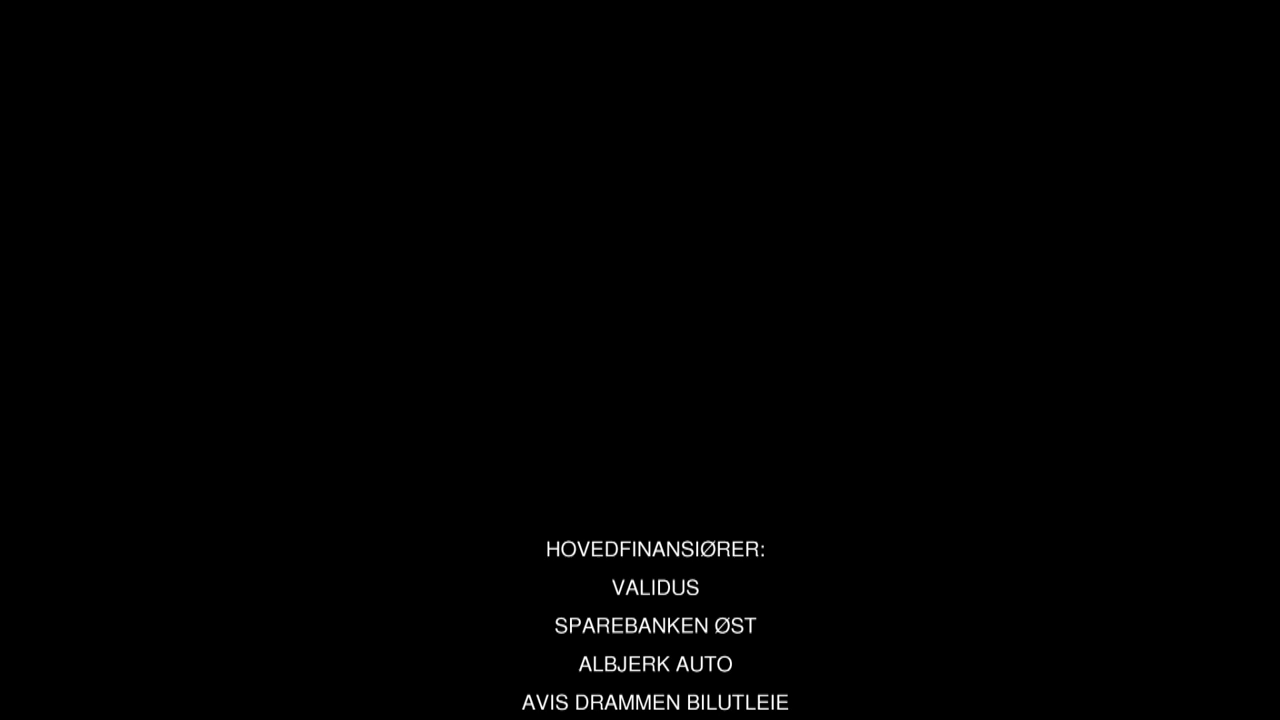 HOVEDFINANSIØRER:
VALIDUS
SPAREBANKEN ØST
ALBJERK AUTO
AVIS DRAMMEN BILUTLEIE